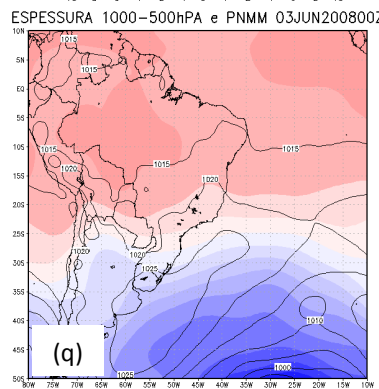 ESPESSURA 1000-500hPA e PNMM 03JUN200800Z
10N
1015
1015
5N
EQ
5S
10S
1015
1015
1015
15S
1020
1020
20S
25S
1020
1020
30S
1025
35S
1010
40S
45S
(q)
1000
50S
1025
80W 75W 70W 65W 60W 55W 50W 45W 40W 35W 30W 25W 20W 15W 10W